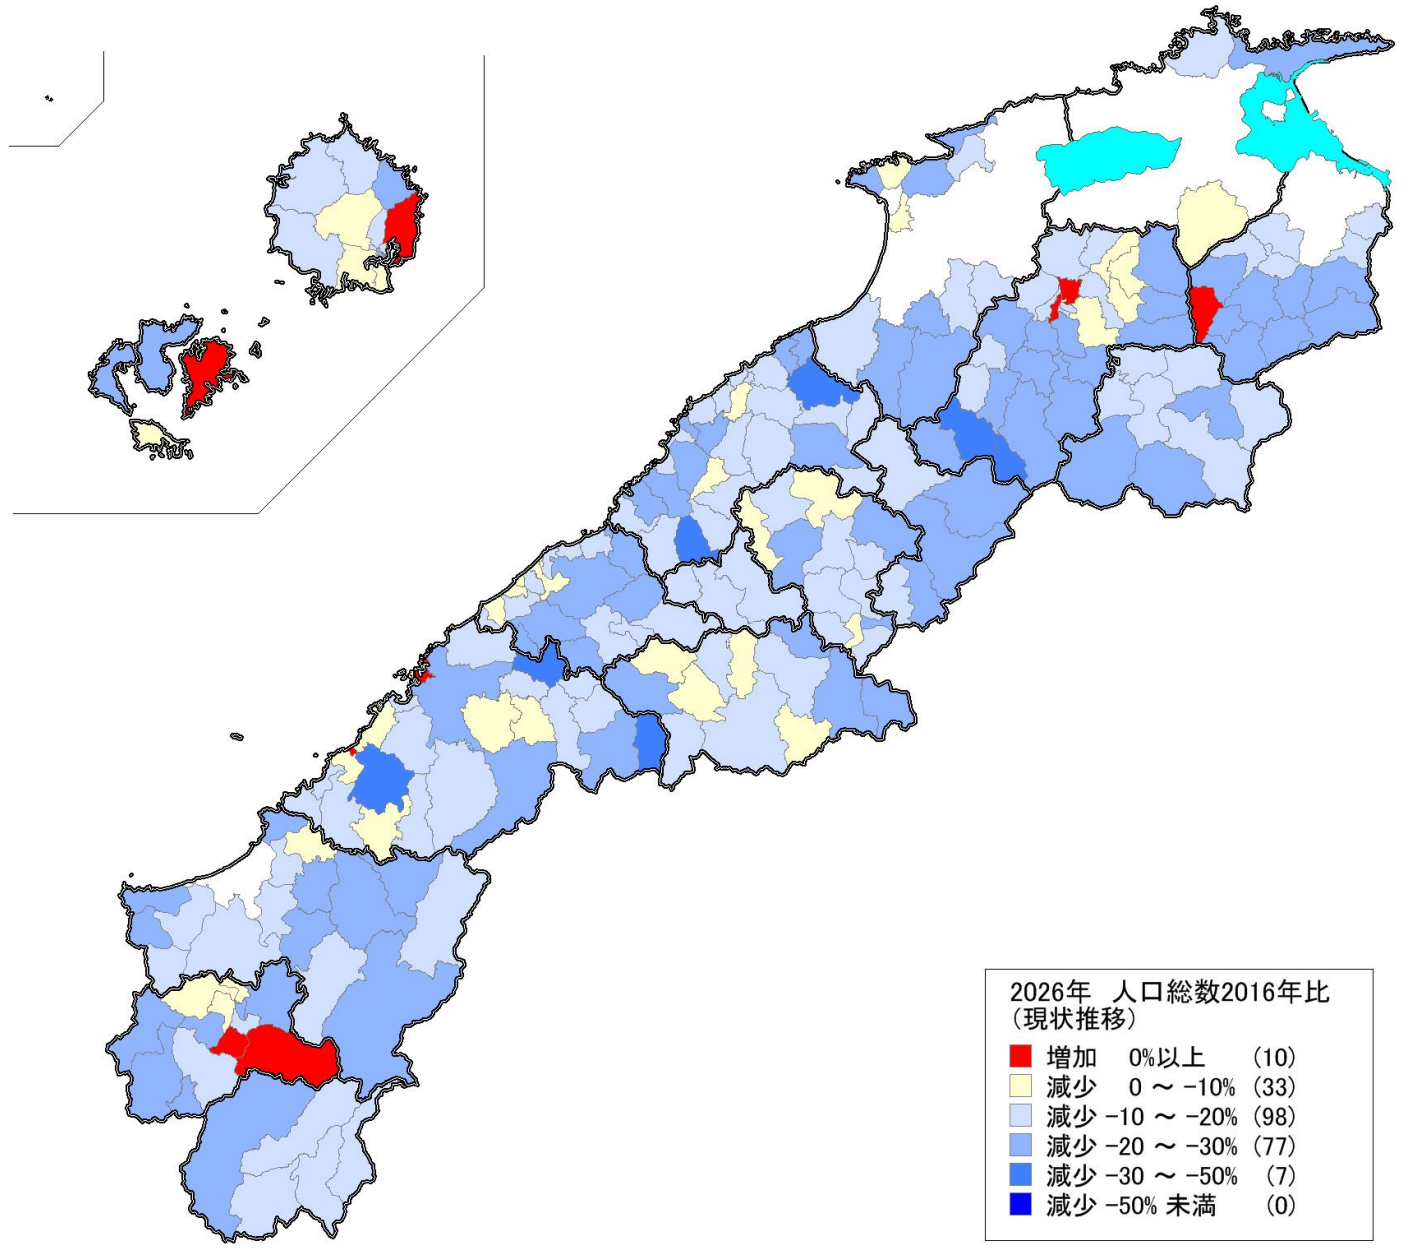 2026年 人口総数2016年比
(現状推移)
増加 0%以上 (10)
減少 0 ～ -10% (33)
減少 -10 ～ -20% (98)
減少 -20 ～ -30% (77)
減少 -30 ～ -50% (7)
減少 -50% 未満 (0)